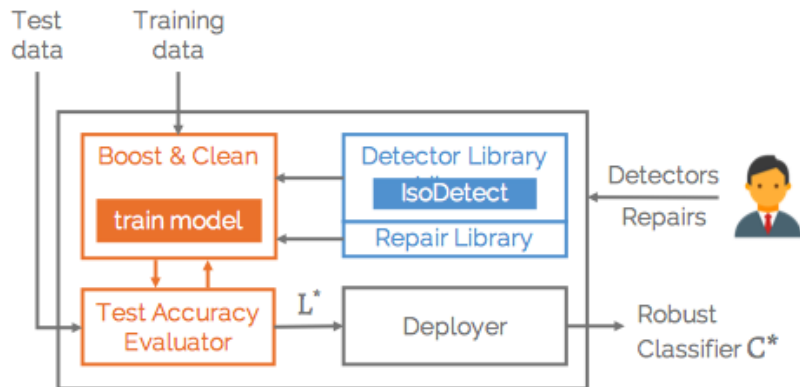 Test
data
Training
data
Boost & Clean
train model
Detector Library
IsoDetect
Repair Library
Detectors
Repairs
Test Accuracy
Evaluator
L*
Deployer
Robust
Classifier C*